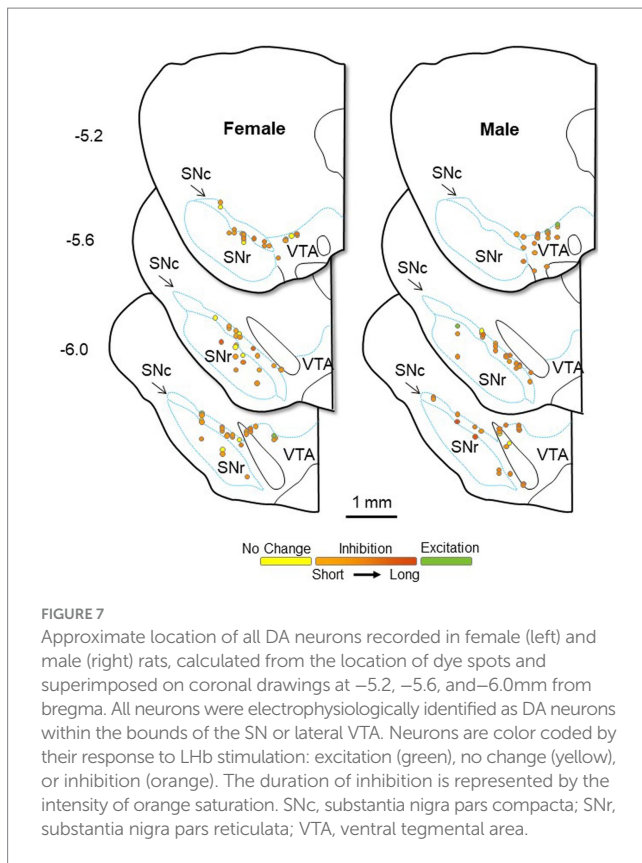 Female
Male
-5.2
SNc
SNc
-5.6
SNr
VTA
SNr
VTA
SNc
SNc
-6.0
SNr
VTA
SNr
VTA
SNc
SNc
SNr
VTA
SNr
VTA
1 mm
No Change Inhibition Excitation
Short Long
FIGURE 7
Approximate location of all DA neurons recorded in female (left) and
male (right) rats, calculated from the location of dye spots and
superimposed on coronal drawings at −5.2, −5.6, and−6.0mm from
bregma. All neurons were electrophysiologically identified as DA neurons
within the bounds of the SN or lateral VTA. Neurons are color coded by
their response to LHb stimulation: excitation (green), no change (yellow),
or inhibition (orange). The duration of inhibition is represented by the
intensity of orange saturation. SNc, substantia nigra pars compacta; SNr,
substantia nigra pars reticulata; VTA, ventral tegmental area.